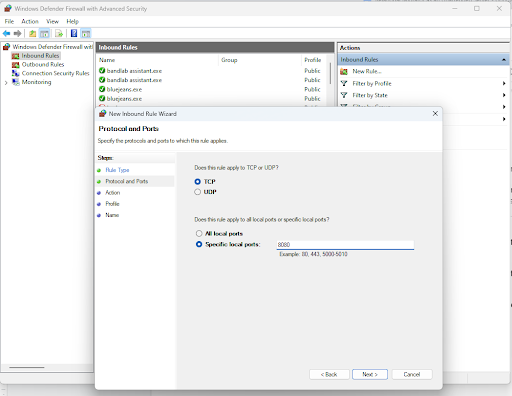 Windows Defender Firewall with Advanced Security
File Action View Help
Windows Defender Firewall with
Inbound Rules
Outbound Rules
Connection Security Rules
Monitoring
Inbound Rules
Name Group Profile
bandlab assistant.exe Public
bandlab assistant.exe Public
bluejeans.exe Public
bluejeans.exe Public
Actions
Inbound Rules
New Rule...
Filter by Profile
Filter by State
New Inbound Rule Wizard
Protocol and Ports
Specify the protocols and ports to which this rule applies.
Steps:
Rule Type
Protocol and Ports
Action
Profile
Name
Does this rule apply to TCP or UDP?
TCP
UDP
Does this rule apply to all local ports or specific local ports?
All local ports
Specific local ports: 8080
Example: 80, 443, 5000-5010
< Back Next > Cancel